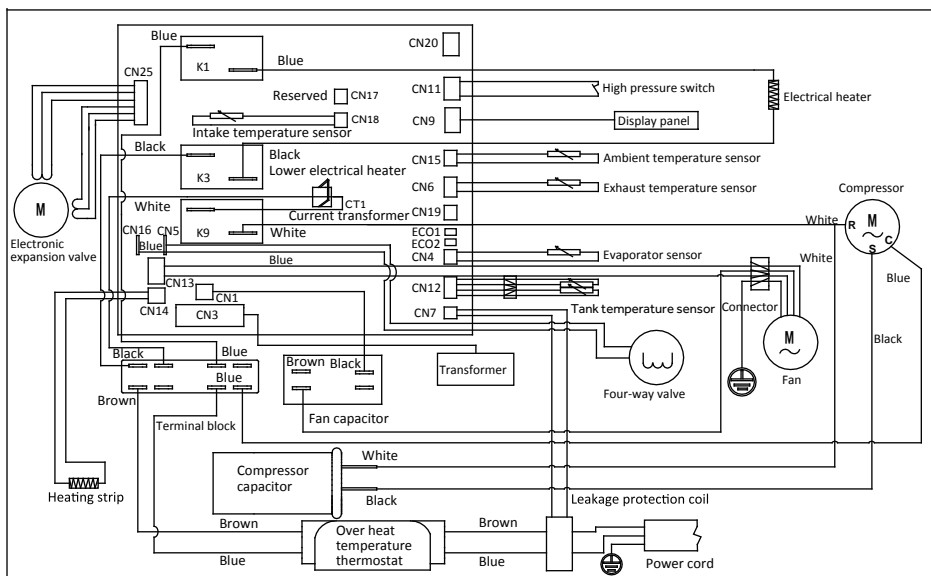 Blue
K1
Blue
CN20
CN25
CN11
High pressure switch
Electrical heater
Reserved
CN17
CN18
Intake temperature sensor
CN9
Display panel
Black
K3
Black
Lower electrical heater
CN15
Ambient temperature sensor
CN6
Exhaust temperature sensor
Compressor
M
Electronic
expansion valve
White
K9
CT1
Current transformer
White
CN19
ECO1
ECO2
CN4
Evaporator sensor
White
R
M
S
C
White
Blue
CN16
CN5
Blue
Blue
CN13
CN14
CN1
CN3
CN12
Tank temperature sensor
CN7
Connector
M
Fan
Black
Black
Blue
Blue
Brown
Terminal block
Brown
Black
Fan capacitor
Transformer
Four-way valve
Heating strip
Compressor
capacitor
White
Black
Leakage protection coil
Brown
Blue
Over heat
temperature
thermostat
Brown
Blue
Power cord